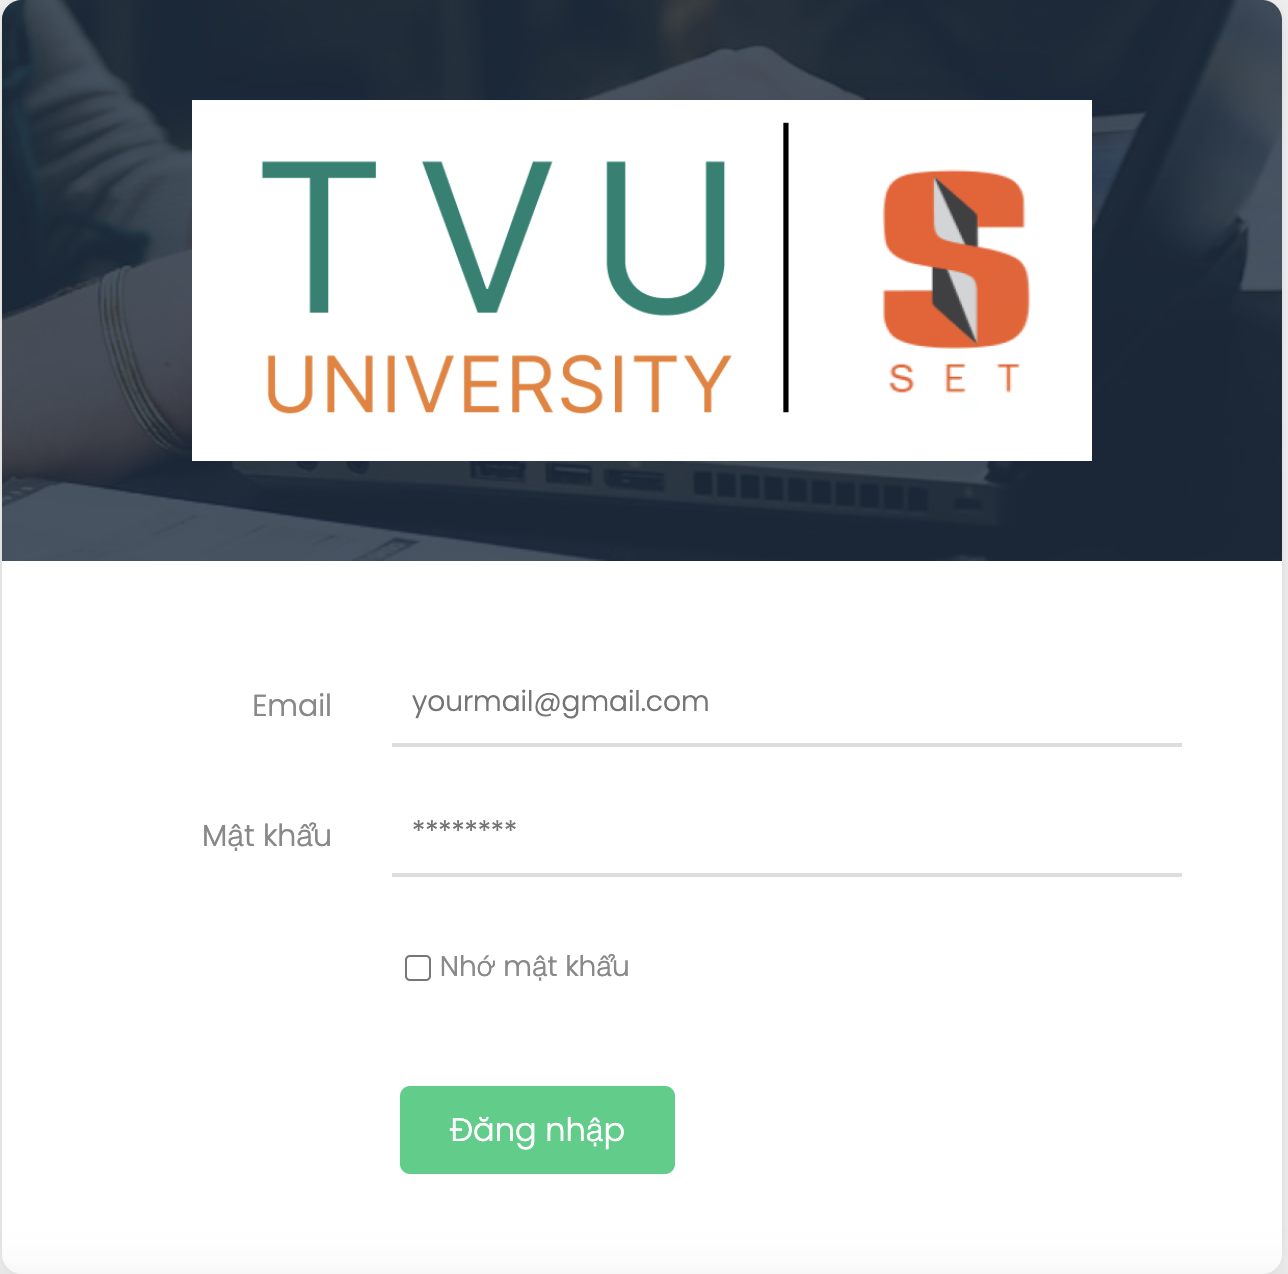 TVU
UNIVERSITY
SET
Email
yourmail@gmail.com
Mật khẩu
********
Nhớ mật khẩu
Đăng nhập